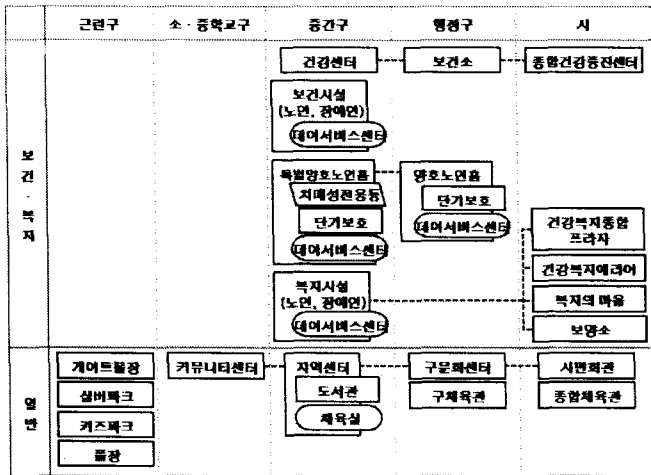 근린구 소·중학교구 중간구 행정구 시
보건·복지
건강센터 보건소 종합건강증진센터
보건시설
(노인, 장애인)
데이서비스센터
특별양호노인홈 양호노인홈
치매성전용동
단기보호 단기보호
데이서비스센터 데이서비스센터
건강복지종합
프라자
복지시설
(노인, 장애인)
데이서비스센터
건강복지에리어
복지의 마을
보양소
일반
게이트볼장 커뮤니티센터 지역센터 구문화센터 시민회관
실버파크 도서관 구체육관 종합체육관
키즈파크 체육실
풀장